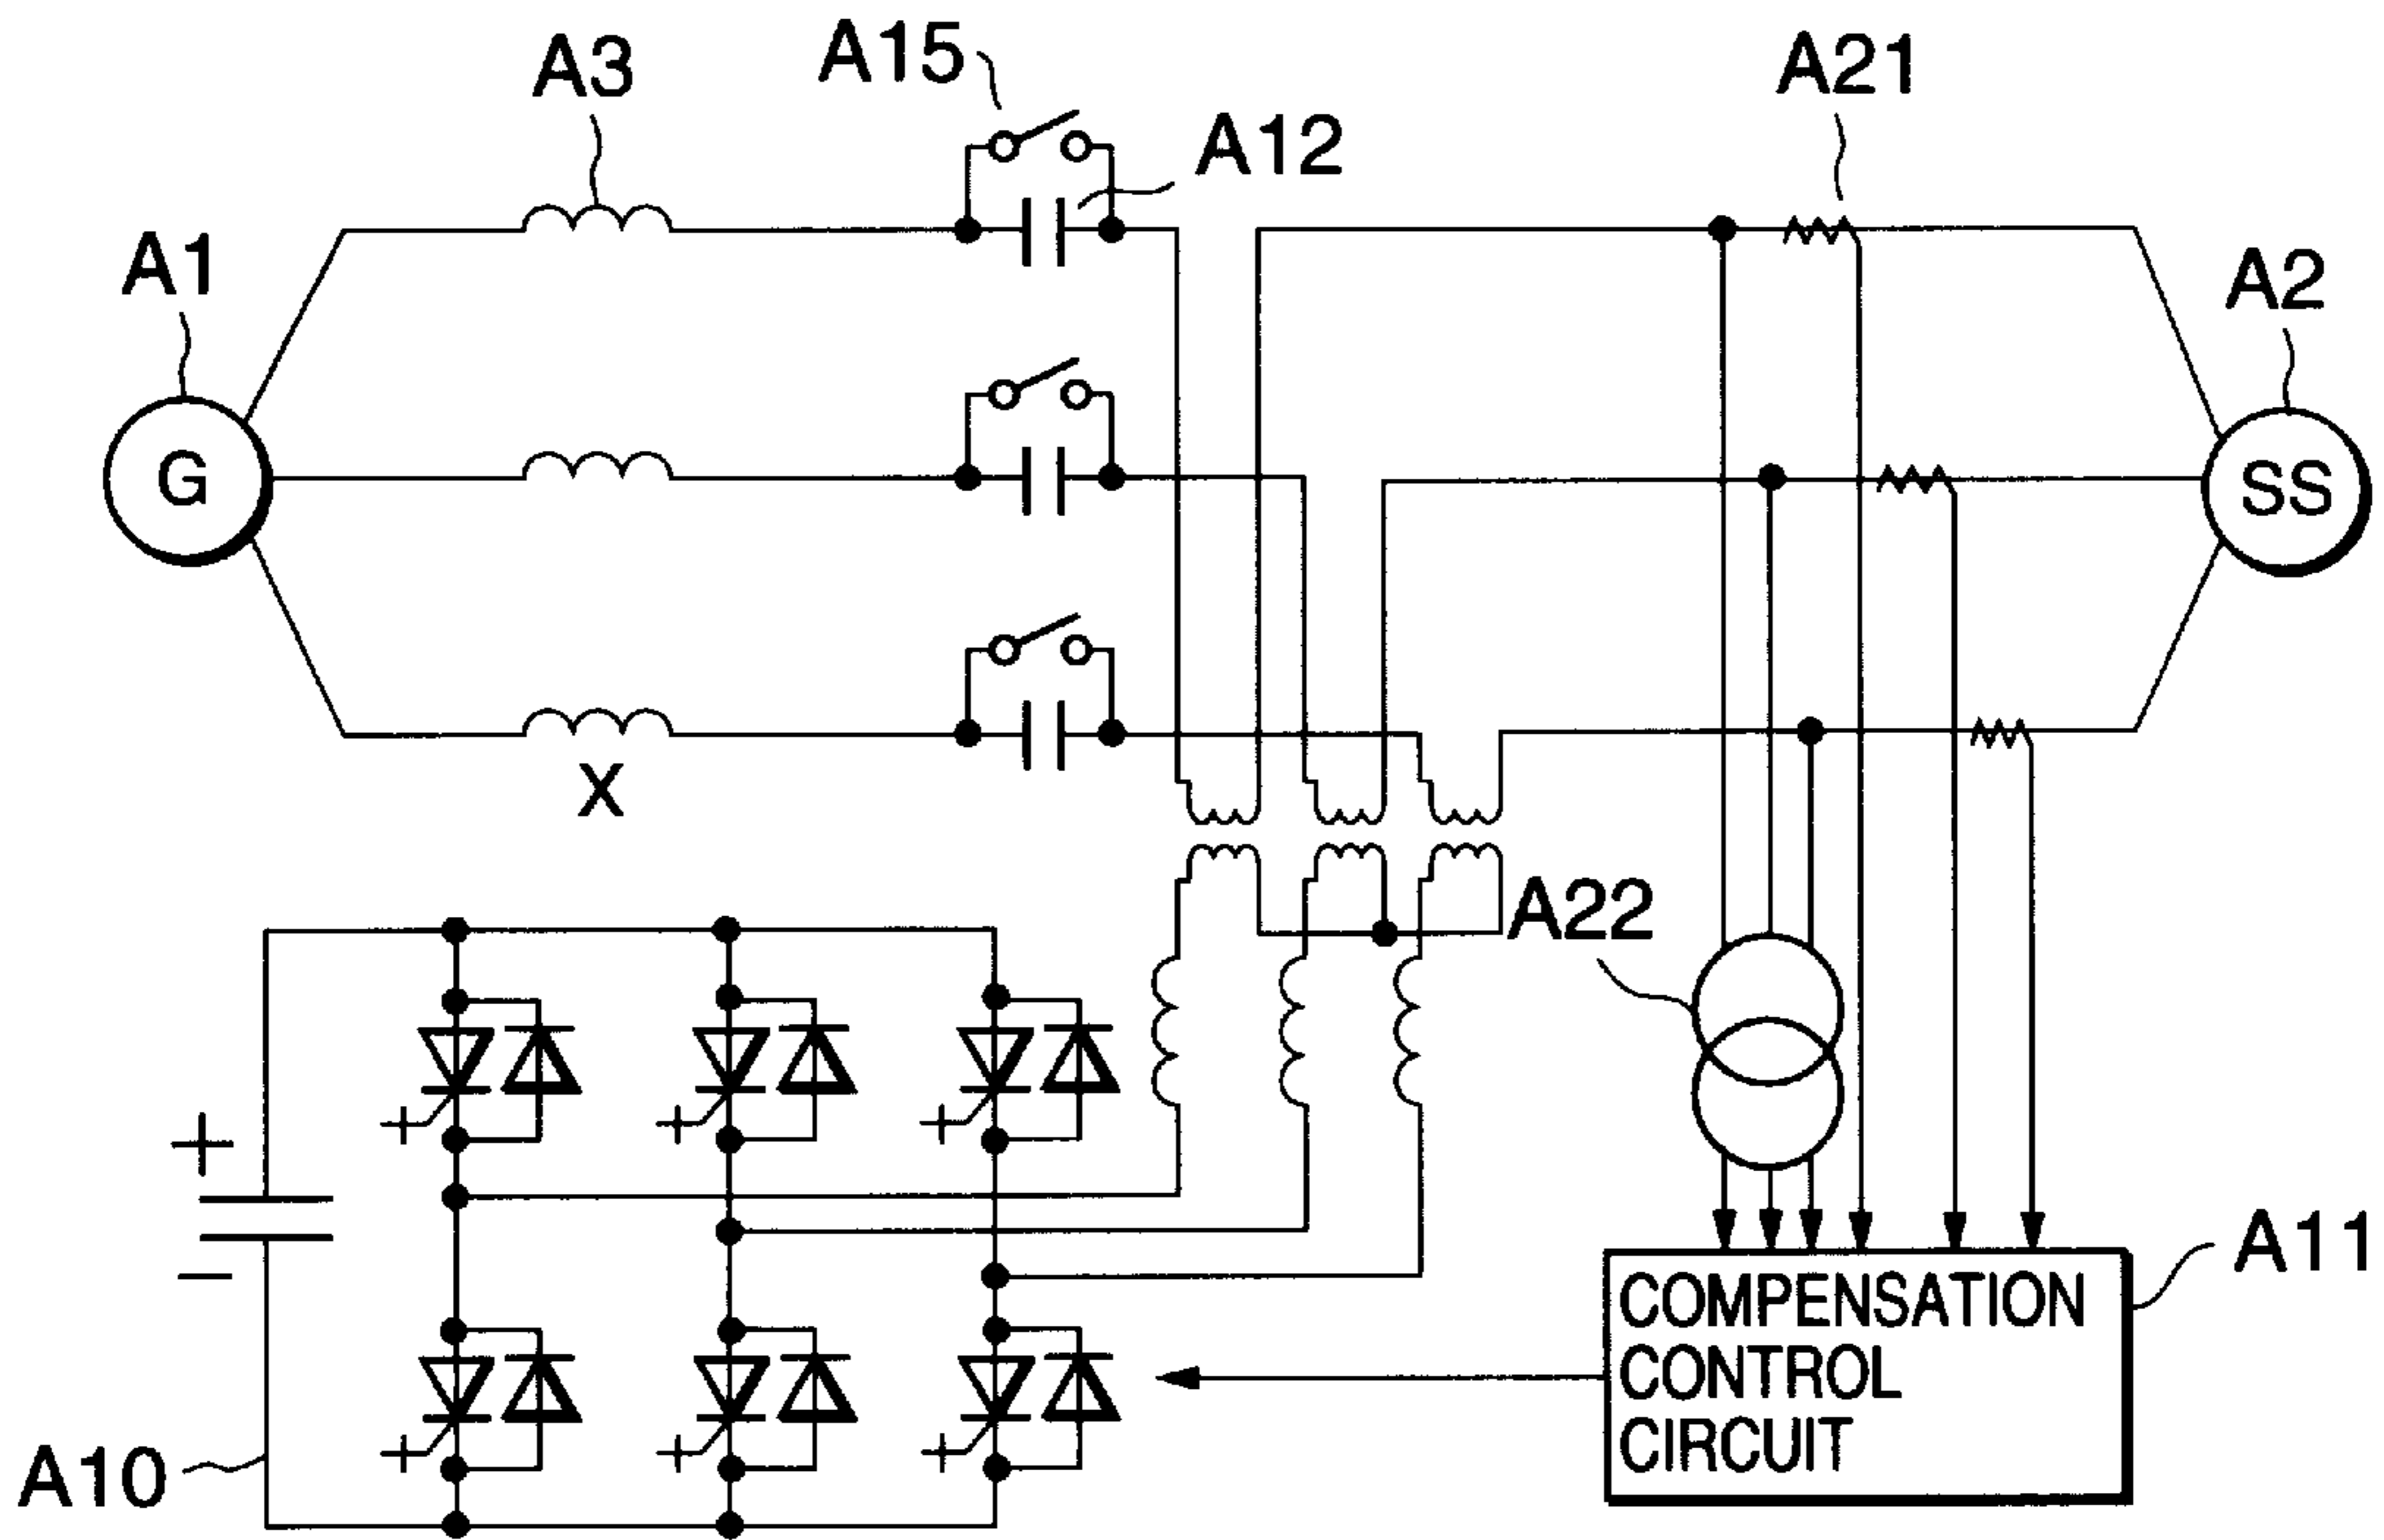 A15
A3
A21
A12
A1
A2
G
SS
X
A22
+
−
A11
COMPENSATION
CONTROL
CIRCUIT
A10